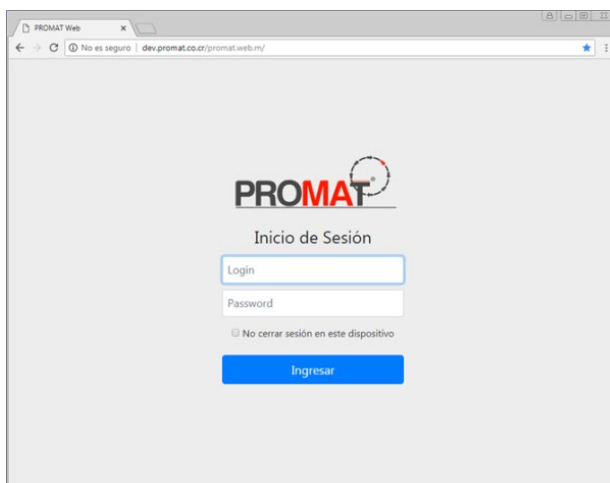 PROMAT Web
No es seguro | dev.promat.co.cr/promat.web.m/
PROMAT
Inicio de Sesión
Login
Password
No cerrar sesión en este dispositivo
Ingresar